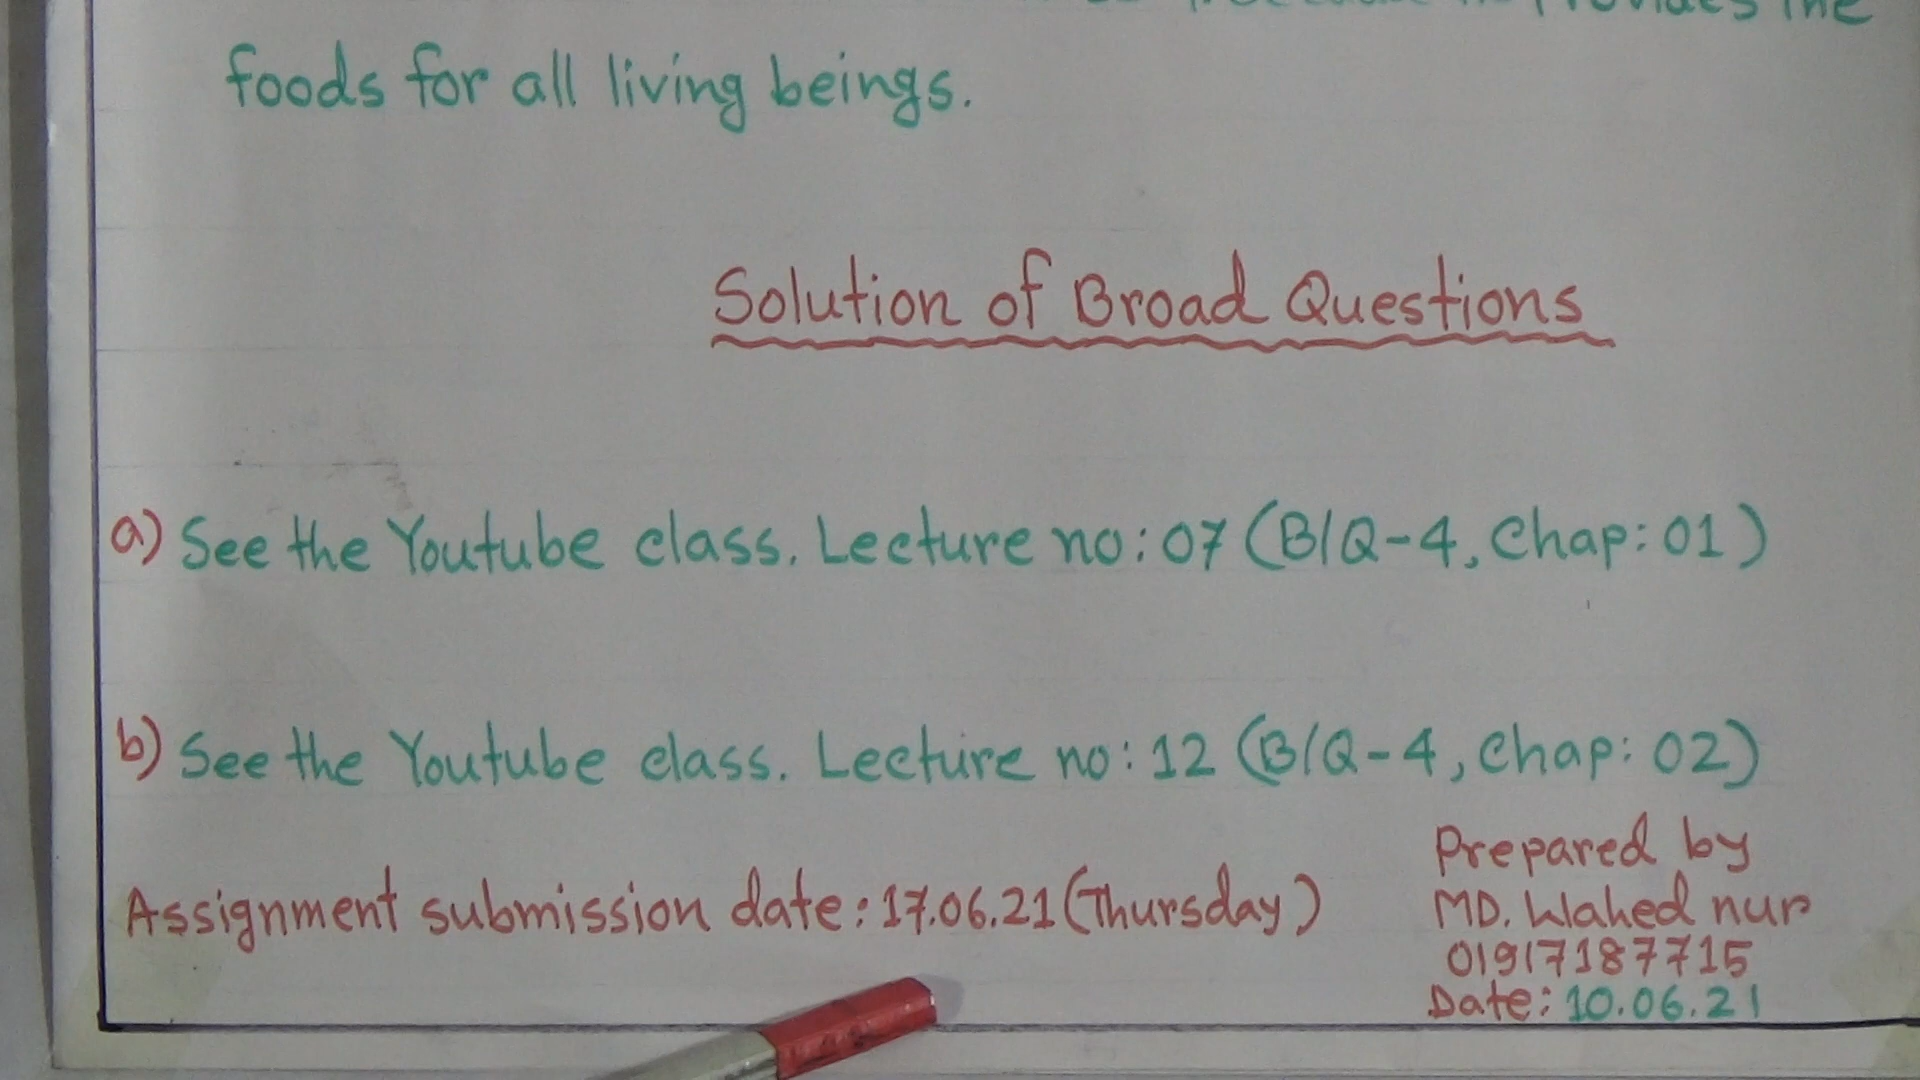 Provides the
foods for all living beings.
Solution of Broad Questions
a) See the Youtube class. Lecture no: 07 (B/Q-4, Chap: 01)
b) See the Youtube class. Lecture no: 12 (B/Q-4, Chap: 02)
Assignment submission date: 17.06.21 (Thursday)
Prepared by
MD. Wahed nur
01917187715
Date: 10.06.21